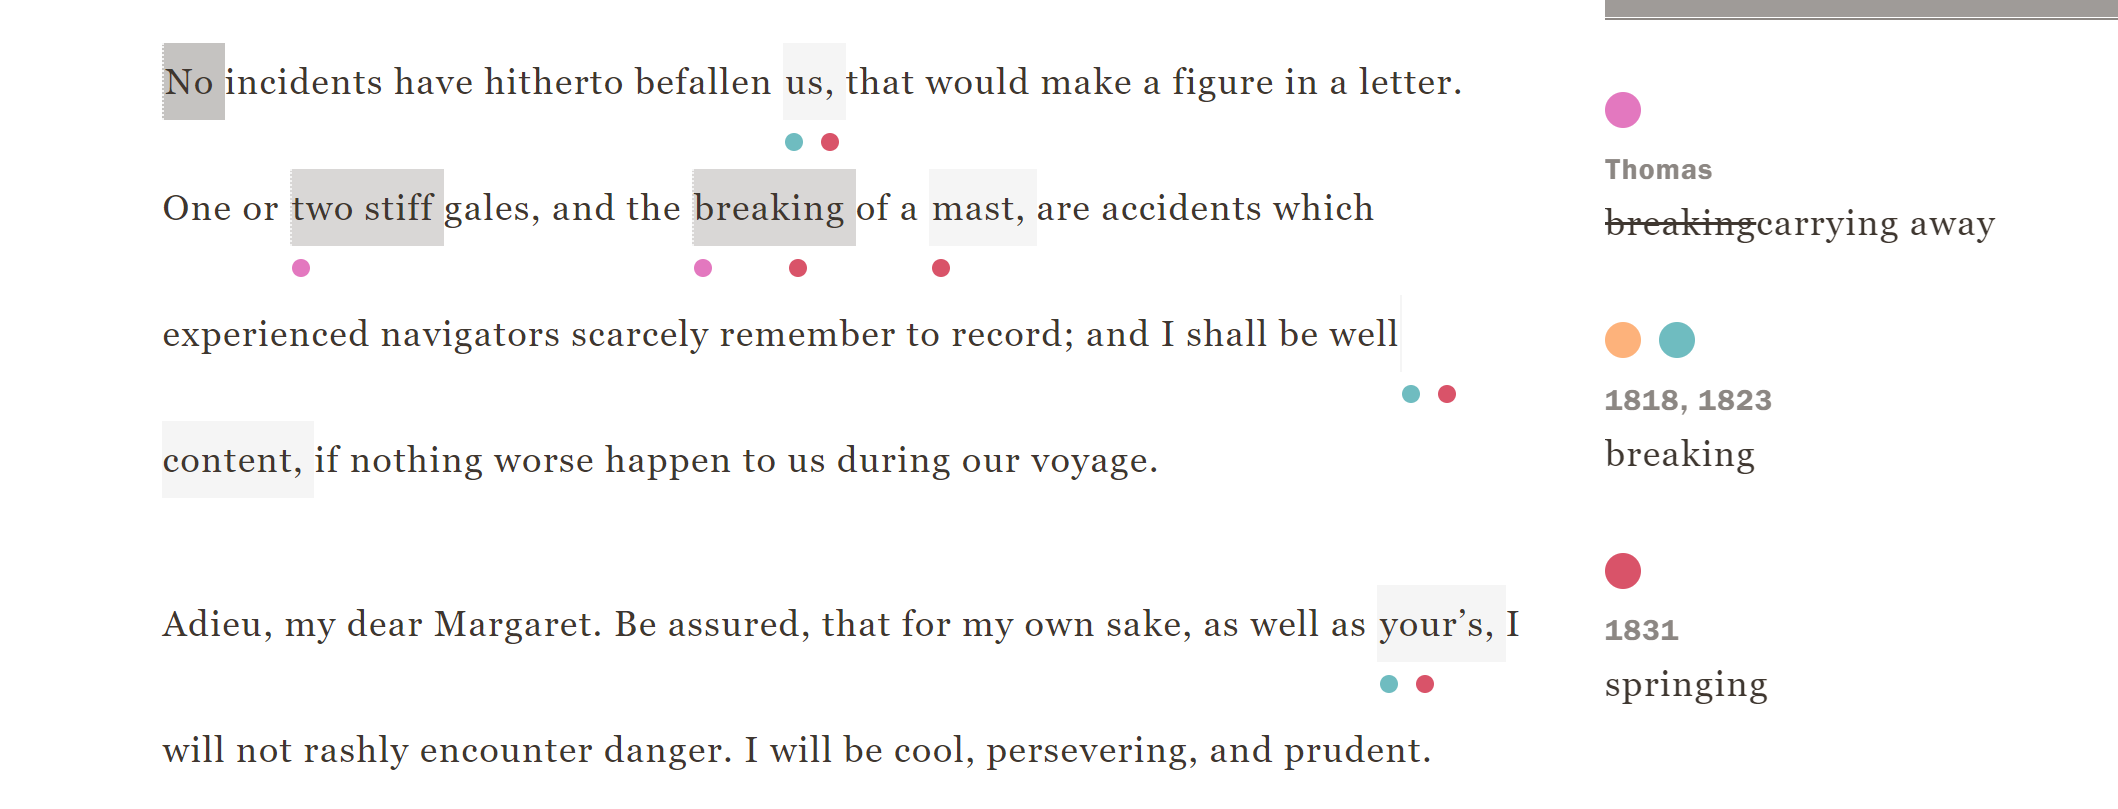 No incidents have hitherto befallen us, that would make a figure in a letter.
One or two stiff gales, and the breaking of a mast, are accidents which
experienced navigators scarcely remember to record; and I shall be well
content, if nothing worse happen to us during our voyage.
Adieu, my dear Margaret. Be assured, that for my own sake, as well as your’s, I
will not rashly encounter danger. I will be cool, persevering, and prudent.
Thomas
breakingcarrying away
1818, 1823
breaking
1831
springing